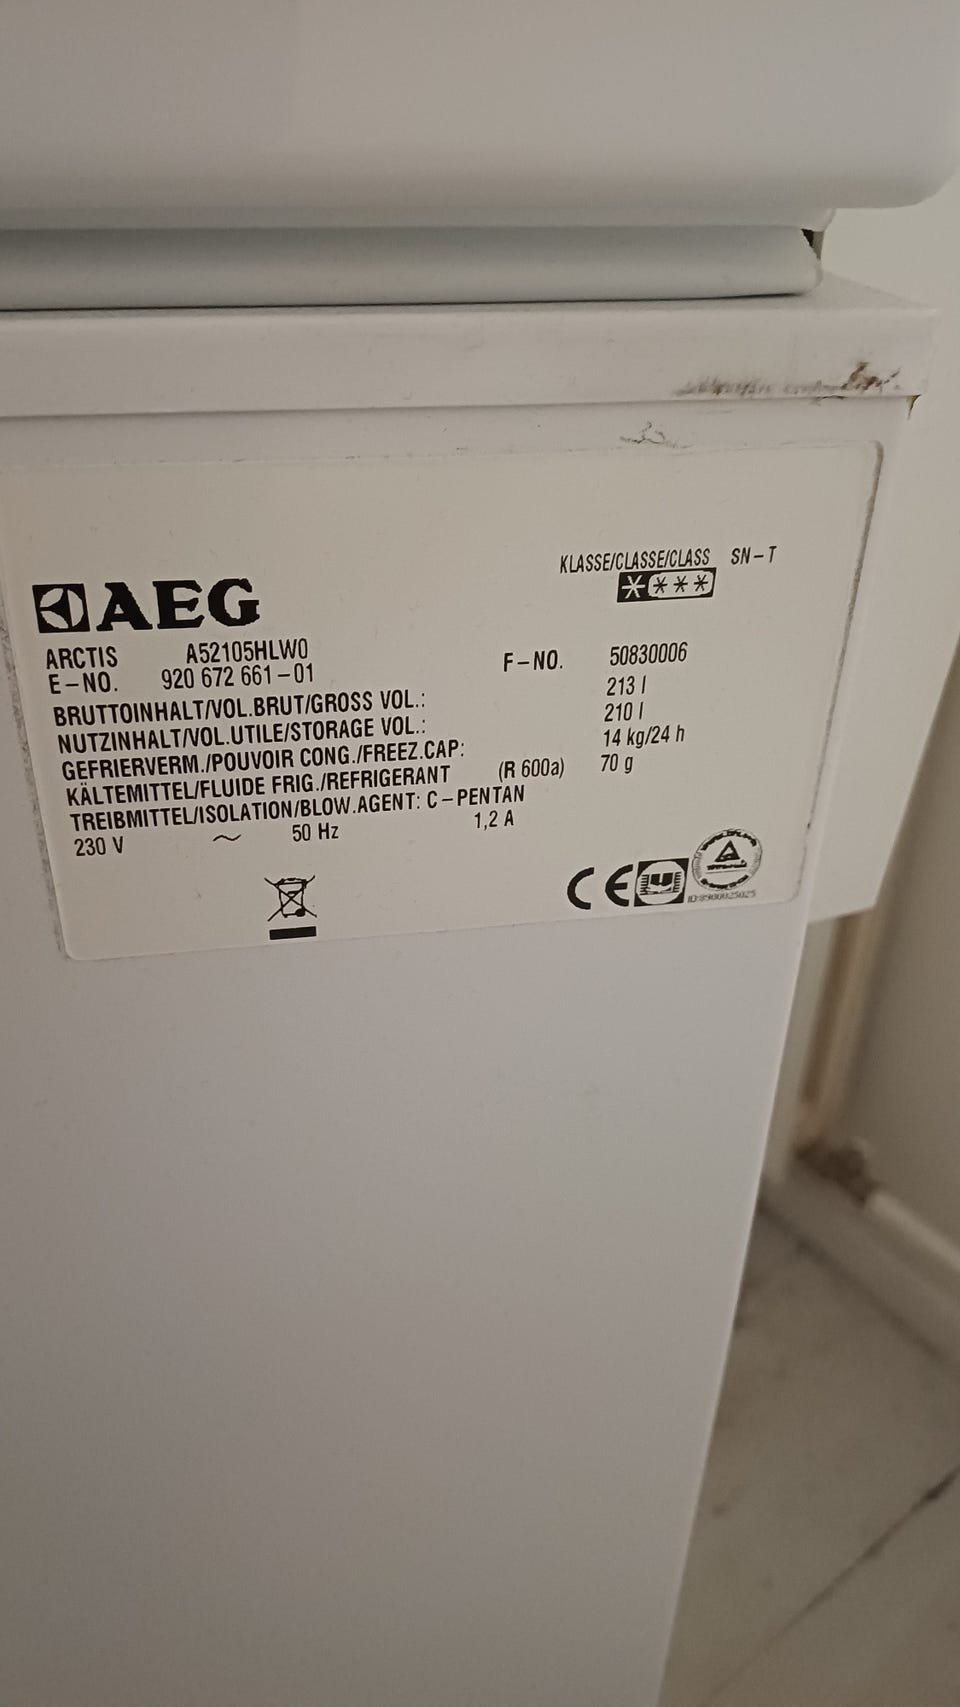 AEG
KLASSE/CLASSE/CLASS SN-T
ARCTIS A52105HLW0
E-NO. 920 672 661-01
F-NO. 50830006
BRUTTOINHALT/VOL.BRUT/GROSS VOL.: 213 l
NUTZINHALT/VOL.UTILE/STORAGE VOL.: 210 l
GEFRIERVERM./POUVOIR CONG./FREEZ.CAP: 14 kg/24 h
KÄLTEMITTEL/FLUIDE FRIG./REFRIGERANT (R 600a) 70 g
TREIBMITTEL/ISOLATION/BLOW.AGENT: C-PENTAN
230 V ~ 50 Hz 1,2 A
CE